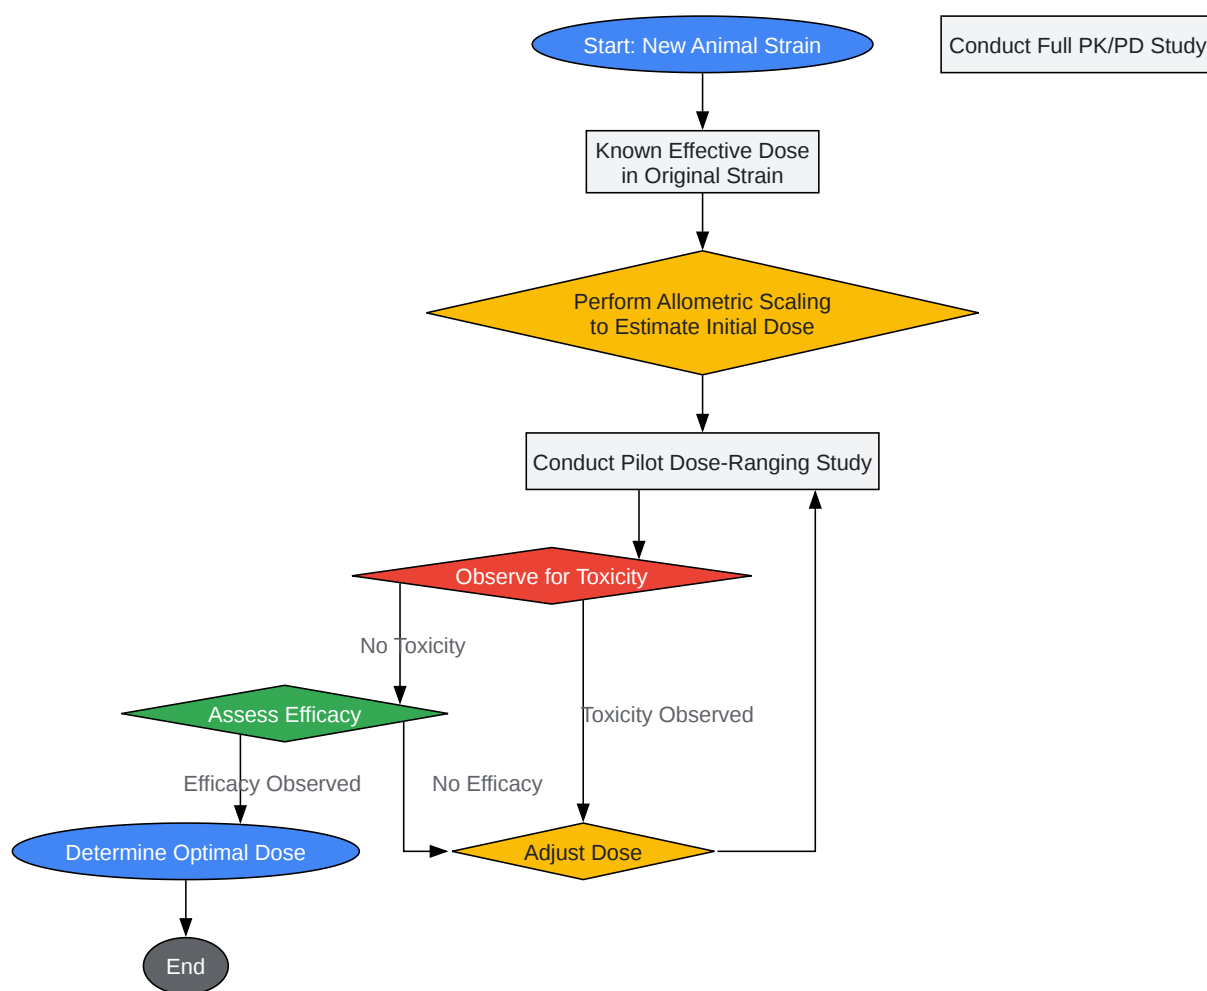 Start: New Animal Strain
Conduct Full PK/PD Study
Known Effective Dose
in Original Strain
Perform Allometric Scaling
to Estimate Initial Dose
Conduct Pilot Dose-Ranging Study
Observe for Toxicity
No Toxicity
Assess Efficacy
Toxicity Observed
Efficacy Observed
No Efficacy
Determine Optimal Dose
Adjust Dose
End